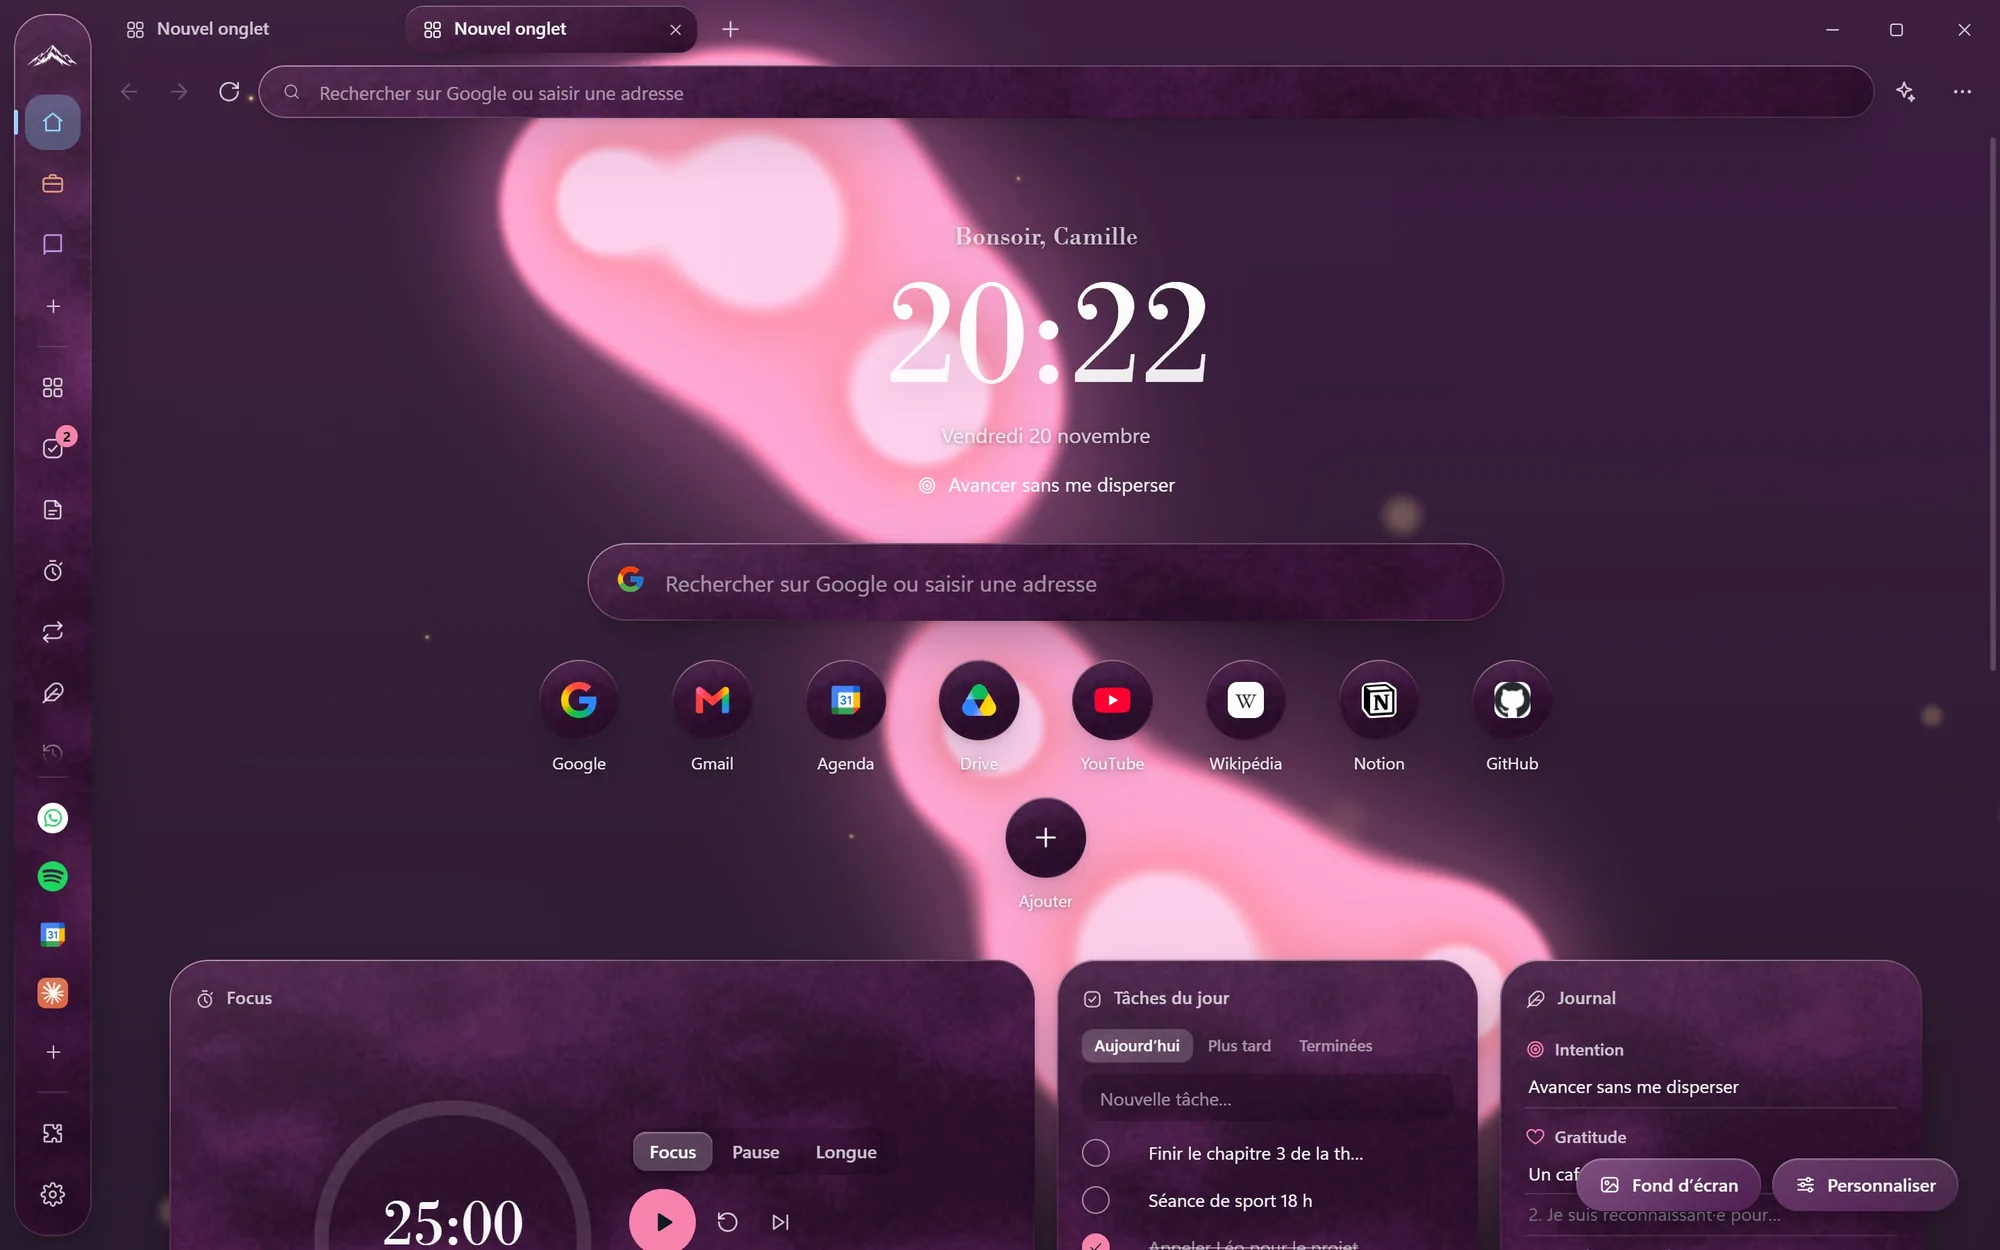 Nouvel onglet
Nouvel onglet
Rechercher sur Google ou saisir une adresse
Bonsoir, Camille
20:22
Vendredi 20 novembre
Avancer sans me disperser
Rechercher sur Google ou saisir une adresse
2
31
31
W
N
Google
Gmail
Agenda
Drive
YouTube
Wikipédia
Notion
GitHub
Ajouter
Focus
Focus
Pause
Longue
25:00
Tâches du jour
Aujourd’hui
Plus tard
Terminées
Nouvelle tâche...
Finir le chapitre 3 de la th...
Séance de sport 18 h
Appeler Léo pour le projet
Journal
Intention
Avancer sans me disperser
Gratitude
Un caf
2. Je suis reconnaissant·e pour...
Fond d’écran
Personnaliser